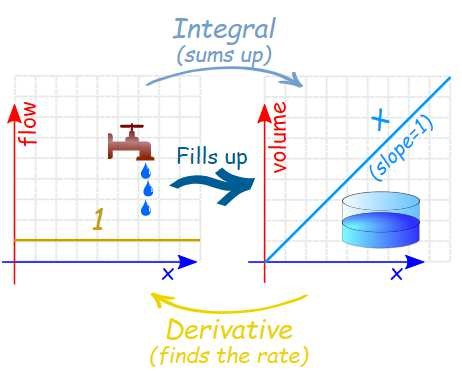 Integral
(sums up)
flow
1
x
Fills up
volume
x
(slope=1)
x
Derivative
(finds the rate)